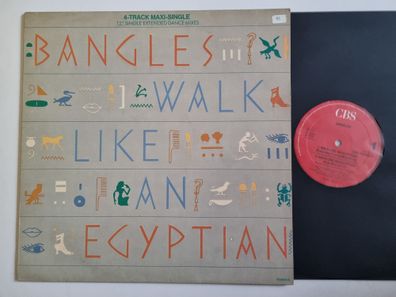 4-TRACK MAXI-SINGLE
12" SINGLE EXTENDED DANCE MIXES
BANGLES
WALK
LIKE
AN
EGYPTIAN
CBS